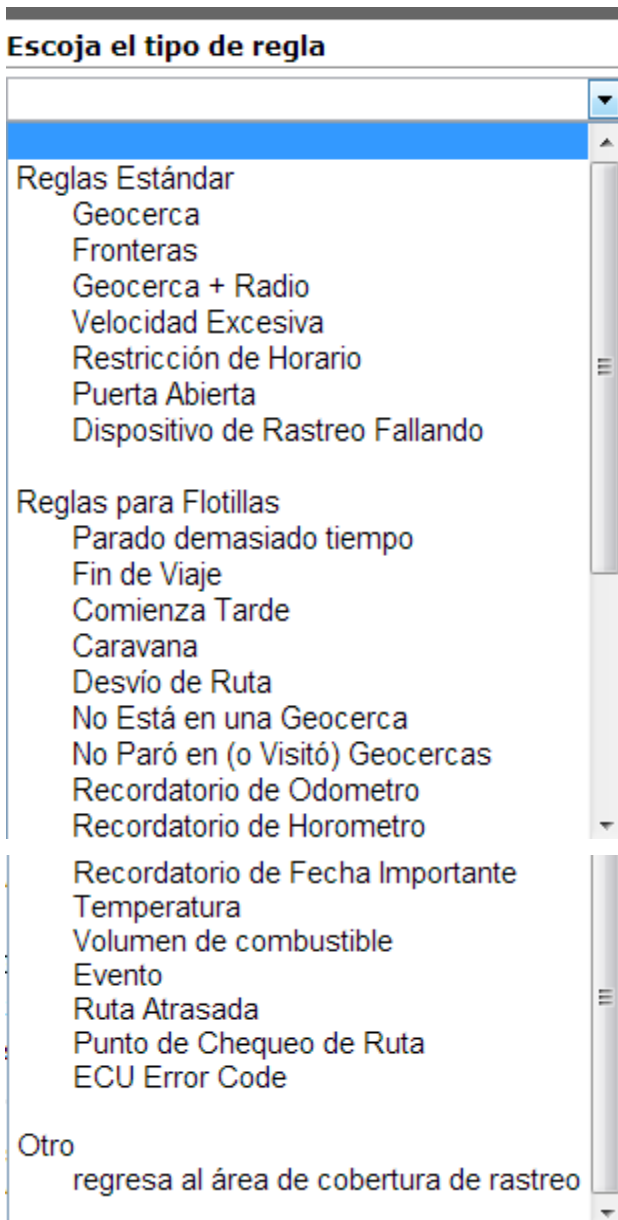 Escoja el tipo de regla
Reglas Estándar
Geocerca
Fronteras
Geocerca + Radio
Velocidad Excesiva
Restricción de Horario
Puerta Abierta
Dispositivo de Rastreo Fallando
Reglas para Flotillas
Parado demasiado tiempo
Fin de Viaje
Comienza Tarde
Caravana
Desvío de Ruta
No Está en una Geocerca
No Paró en (o Visitó) Geocercas
Recordatorio de Odometro
Recordatorio de Horometro
Recordatorio de Fecha Importante
Temperatura
Volumen de combustible
Evento
Ruta Atrasada
Punto de Chequeo de Ruta
ECU Error Code
Otro
regresa al área de cobertura de rastreo